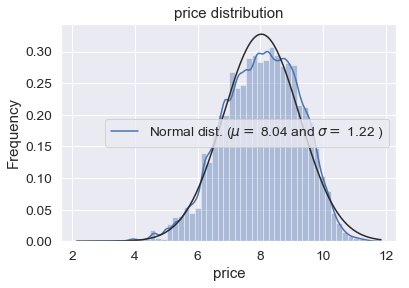 price distribution
Frequency
0.30
0.25
0.20
0.15
0.10
0.05
0.00
Normal dist. (μ = 8.04 and σ = 1.22 )
2 4 6 8 10 12
price